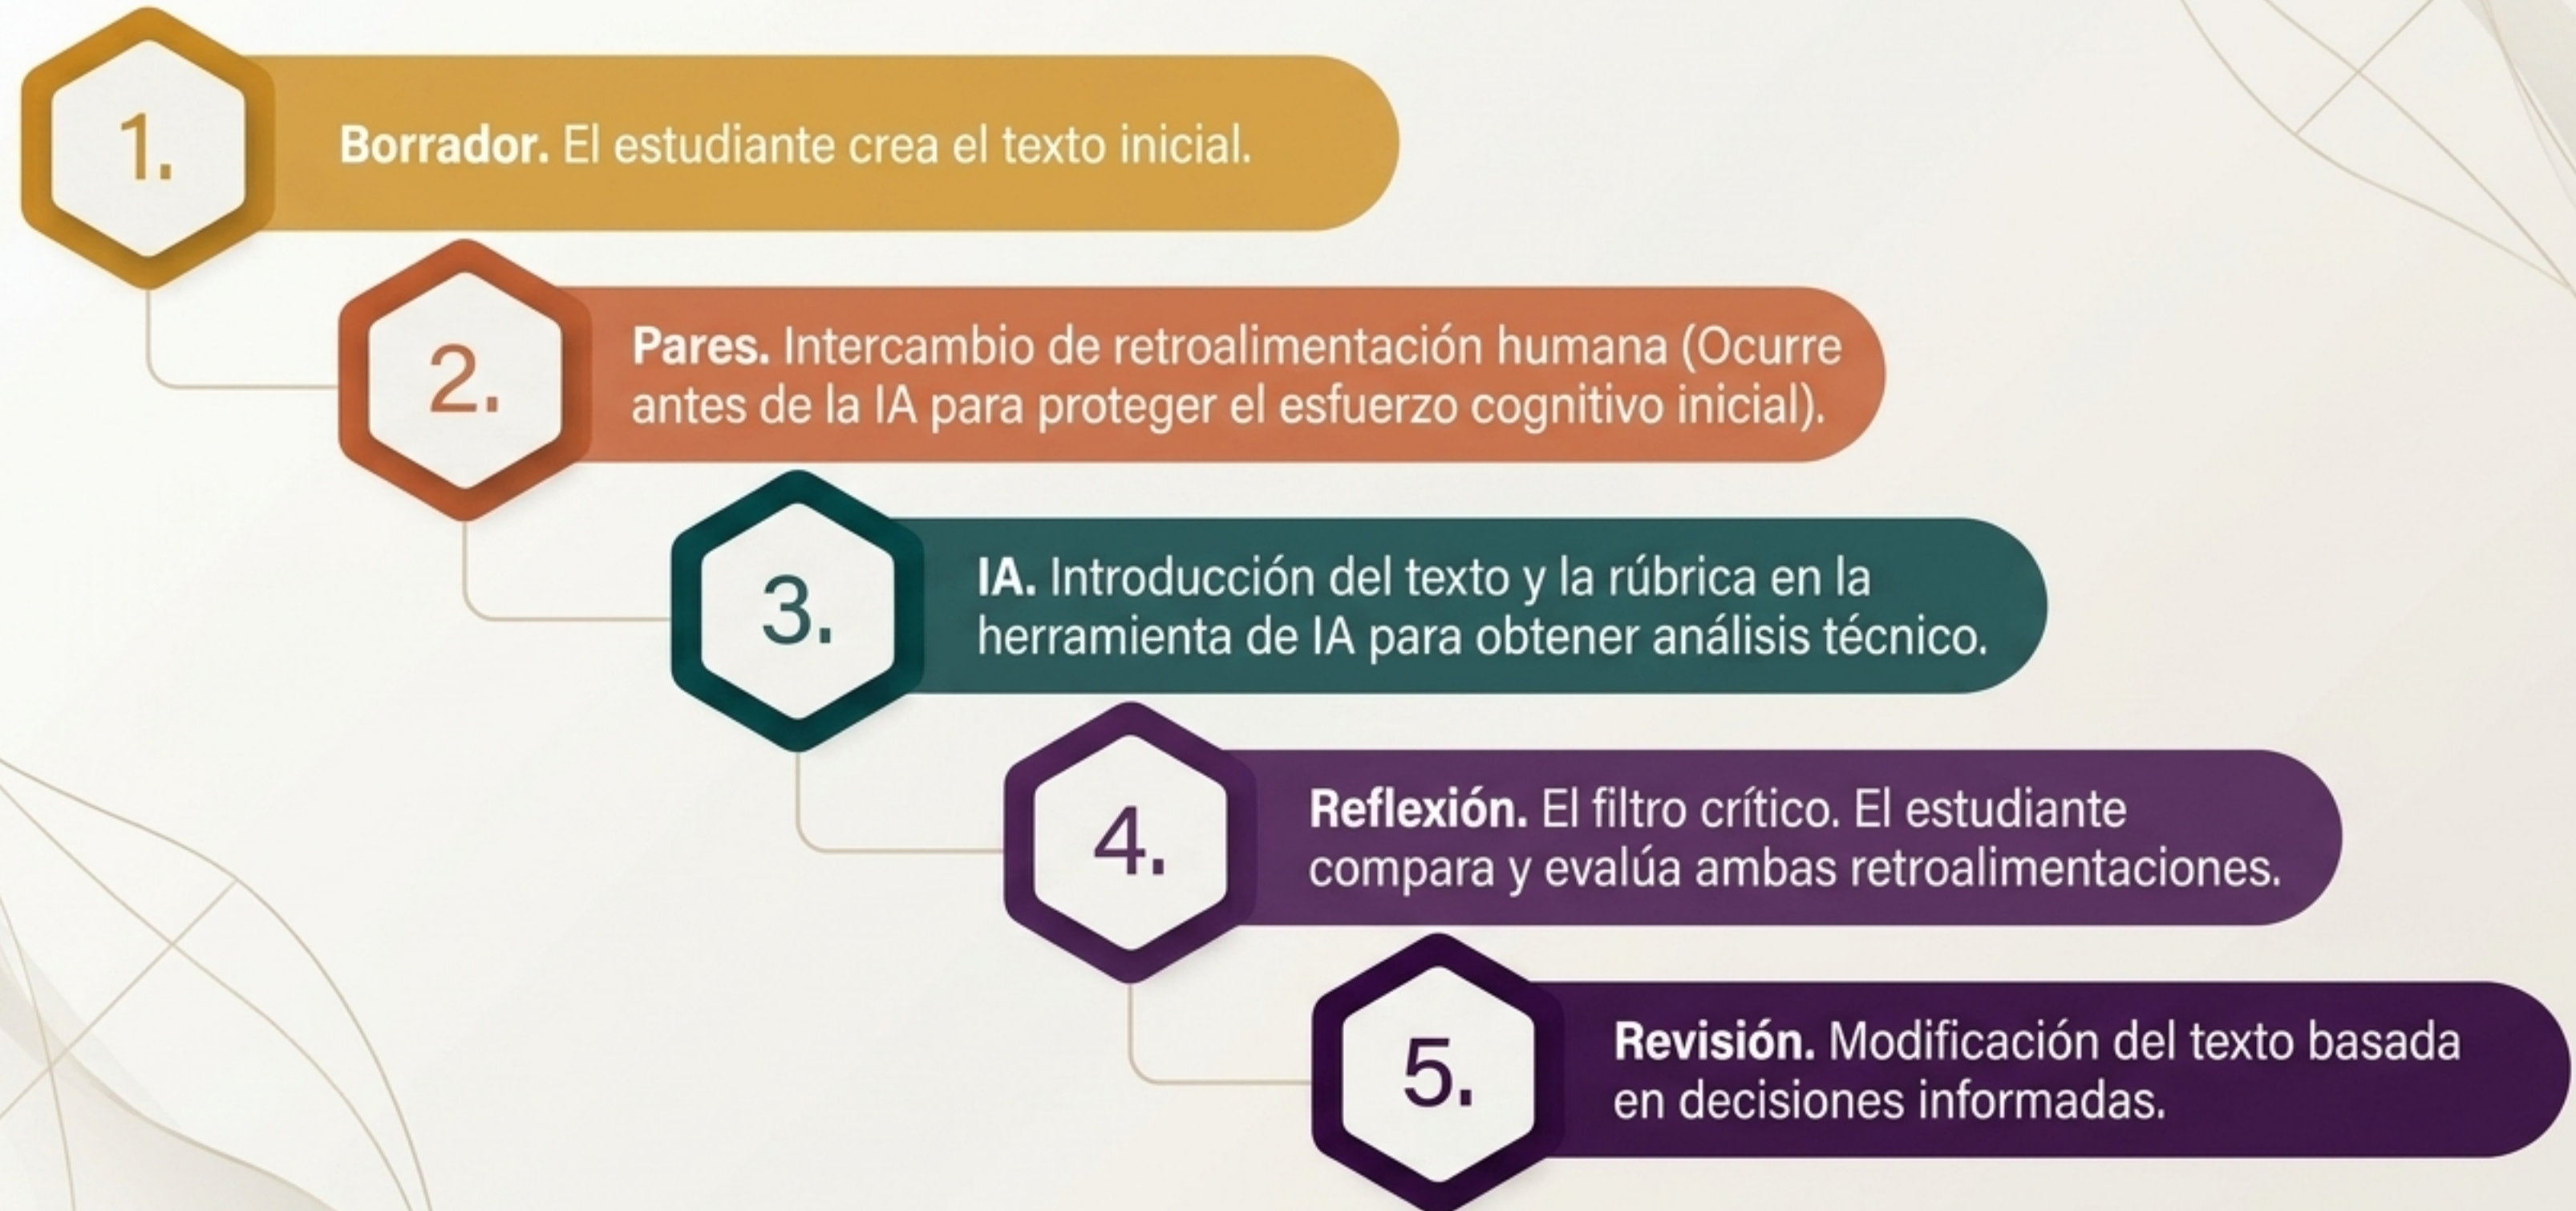 1.
Borrador. El estudiante crea el texto inicial.
2.
Pares. Intercambio de retroalimentación humana (Ocurre
antes de la IA para proteger el esfuerzo cognitivo inicial).
3.
IA. Introducción del texto y la rúbrica en la
herramienta de IA para obtener análisis técnico.
4.
Reflexión. El filtro crítico. El estudiante
compara y evalúa ambas retroalimentaciones.
5.
Revisión. Modificación del texto basada
en decisiones informadas.